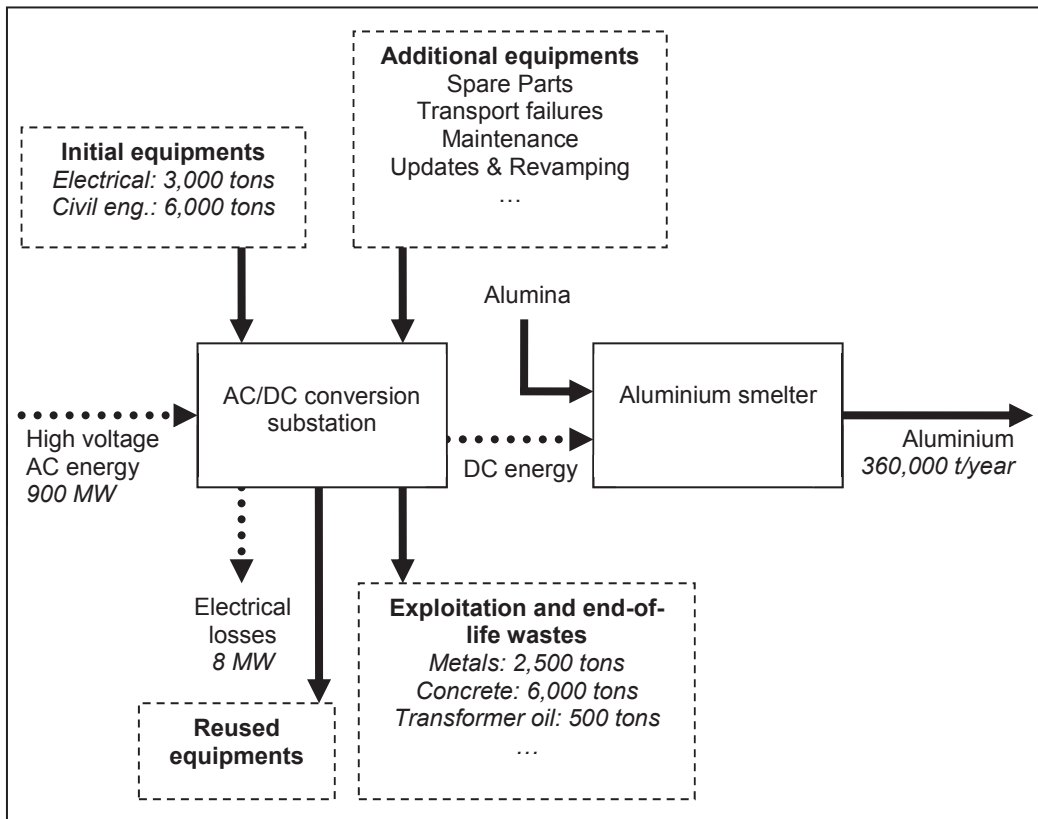 Additional equipments
Spare Parts
Transport failures
Maintenance
Updates & Revamping
…
Initial equipments
Electrical: 3,000 tons
Civil eng.: 6,000 tons
Alumina
AC/DC conversion
substation
Aluminium smelter
High voltage
AC energy
900 MW
DC energy
Aluminium
360,000 t/year
Electrical
losses
8 MW
Exploitation and end-of-
life wastes
Metals: 2,500 tons
Concrete: 6,000 tons
Transformer oil: 500 tons
…
Reused
equipments